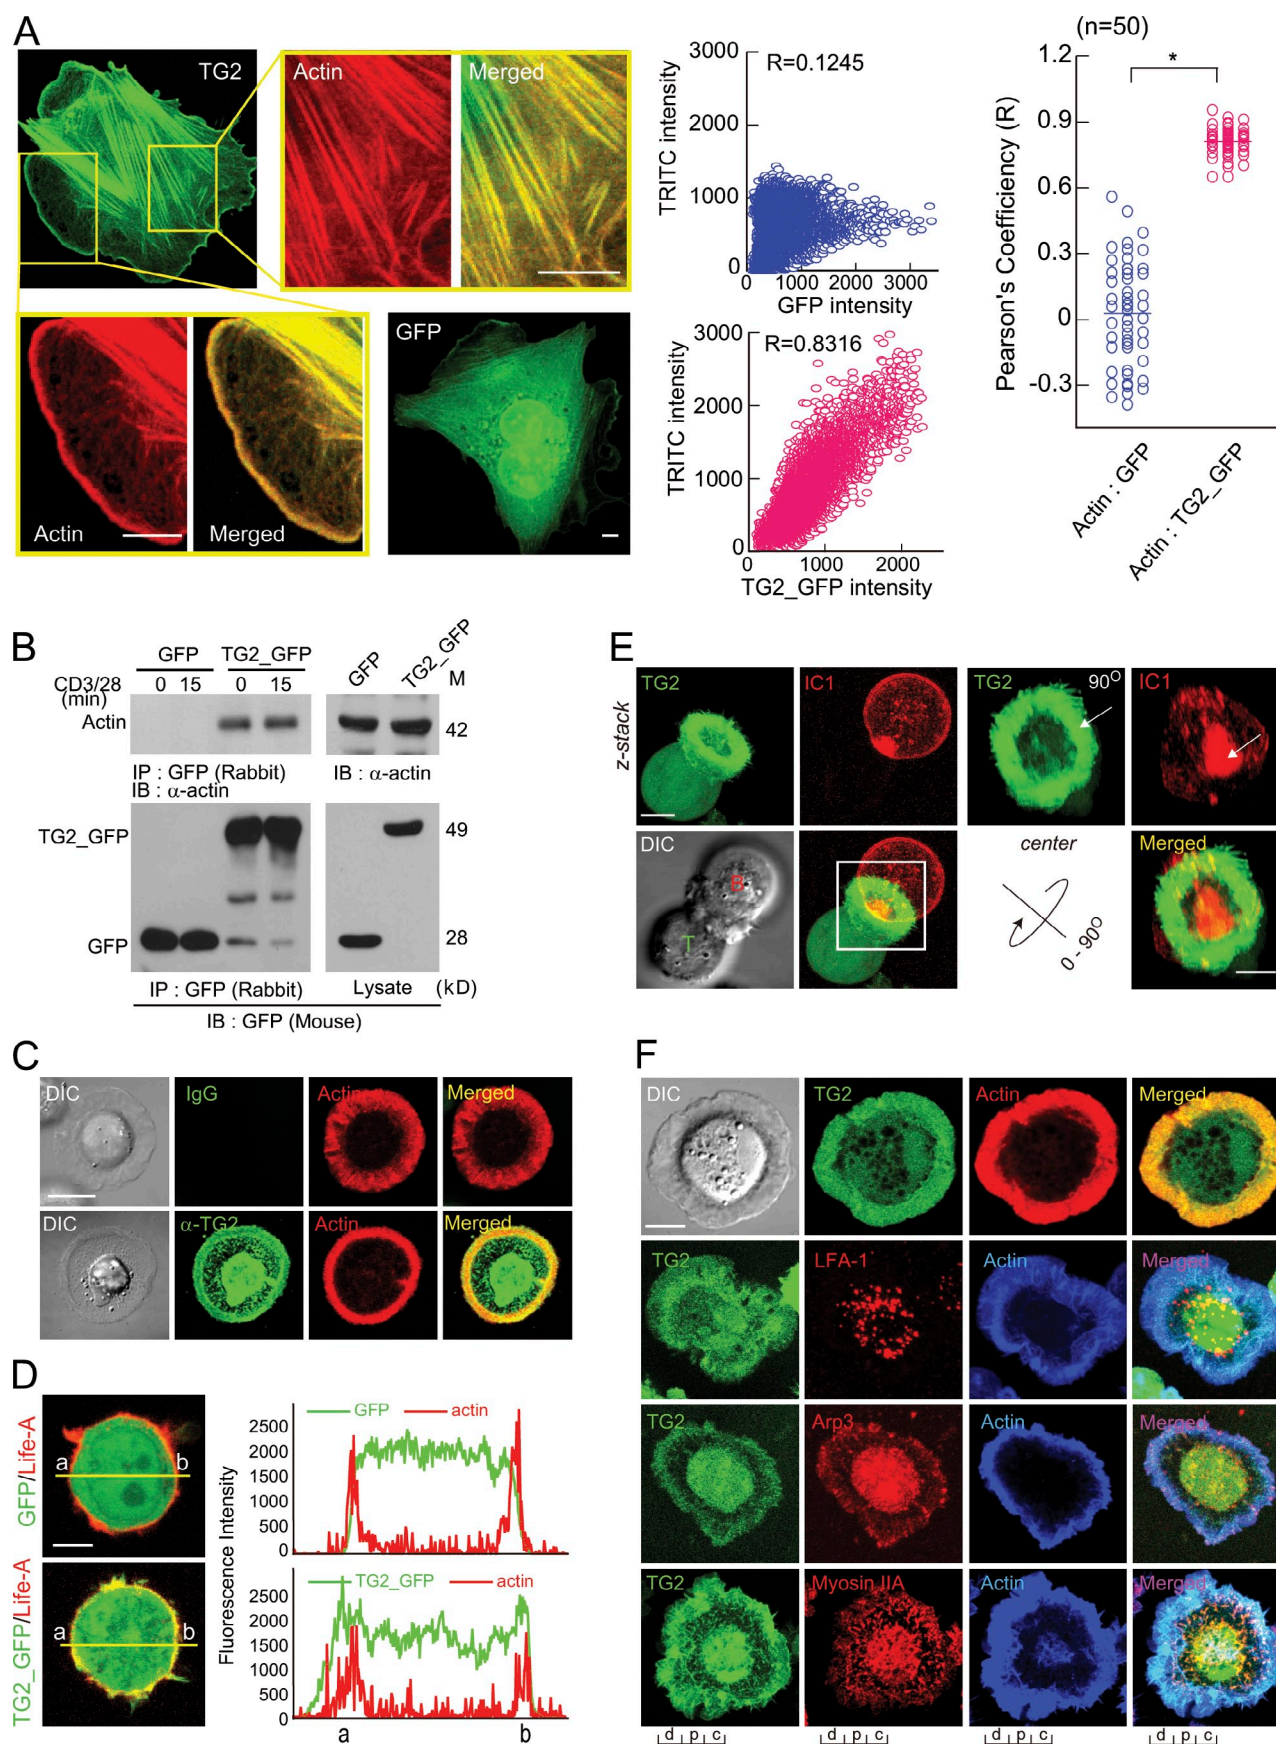 A
TG2
Actin
Merged
Actin
Merged
GFP
3000
2000
1000
0
TRITC intensity
R=0.1245
0 1000 2000 3000
GFP intensity
3000
2000
1000
0
TRITC intensity
R=0.8316
0 1000 2000
TG2_GFP intensity
(n=50)
1.2
0.9
0.6
0.3
0
-0.3
Pearson's Coefficiency (R)
*
Actin : GFP
Actin : TG2_GFP
B
GFP TG2_GFP
CD3/28 0 15 0 15
(min)
GFP TG2_GFP M
Actin
42
IP : GFP (Rabbit)
IB : α-actin
IB : α-actin
TG2_GFP
49
GFP
28
IP : GFP (Rabbit) Lysate (kD)
IB : GFP (Mouse)
C
DIC IgG Actin Merged
DIC α-TG2 Actin Merged
D
GFP/Life-A
a b
TG2_GFP/Life-A
a b
Fluorescence Intensity
GFP actin
2500
2000
1500
1000
500
0
TG2_GFP actin
2500
2000
1500
1000
500
0
a b
E
z-stack
TG2 IC1 TG2 90O IC1
DIC B T
center
0 - 90O
Merged
F
DIC TG2 Actin Merged
TG2 LFA-1 Actin Merged
TG2 Arp3 Actin Merged
TG2 Myosin IIA Actin Merged
d p c d p c d p c d p c